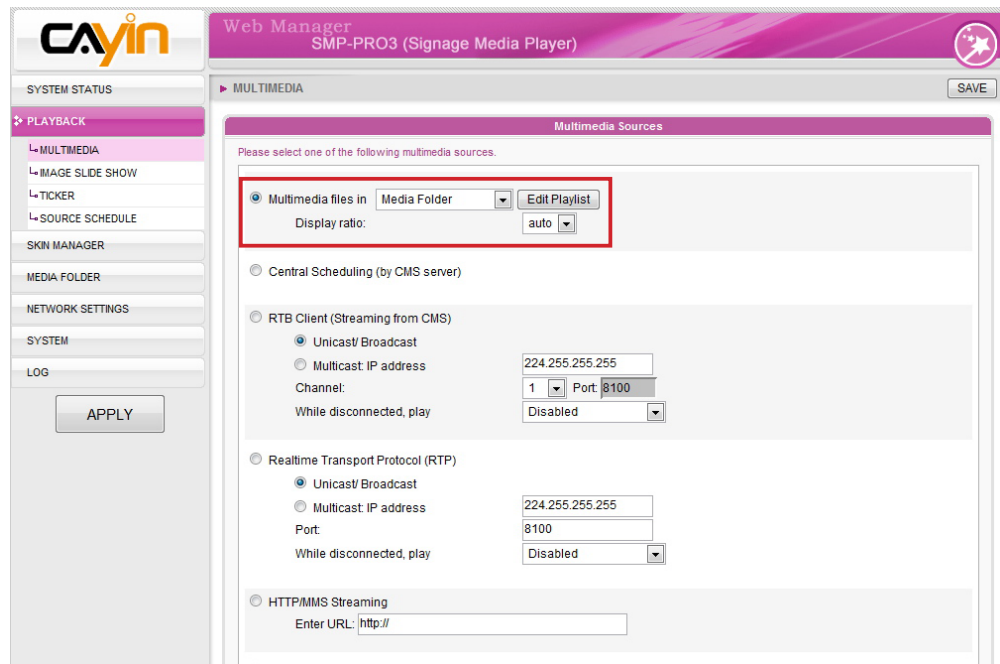 CAYIN
Web Manager
SMP-PRO3 (Signage Media Player)
SYSTEM STATUS
PLAYBACK
MULTIMEDIA
IMAGE SLIDE SHOW
TICKER
SOURCE SCHEDULE
SKIN MANAGER
MEDIA FOLDER
NETWORK SETTINGS
SYSTEM
LOG
APPLY
MULTIMEDIA
SAVE
Multimedia Sources
Please select one of the following multimedia sources.
Multimedia files in Media Folder Edit Playlist
Display ratio: auto
Central Scheduling (by CMS server)
RTB Client (Streaming from CMS)
Unicast/ Broadcast
Multicast: IP address 224.255.255.255
Channel: 1 Port: 8100
While disconnected, play Disabled
Realtime Transport Protocol (RTP)
Unicast/ Broadcast
Multicast: IP address 224.255.255.255
Port: 8100
While disconnected, play Disabled
HTTP/MMS Streaming
Enter URL: http://